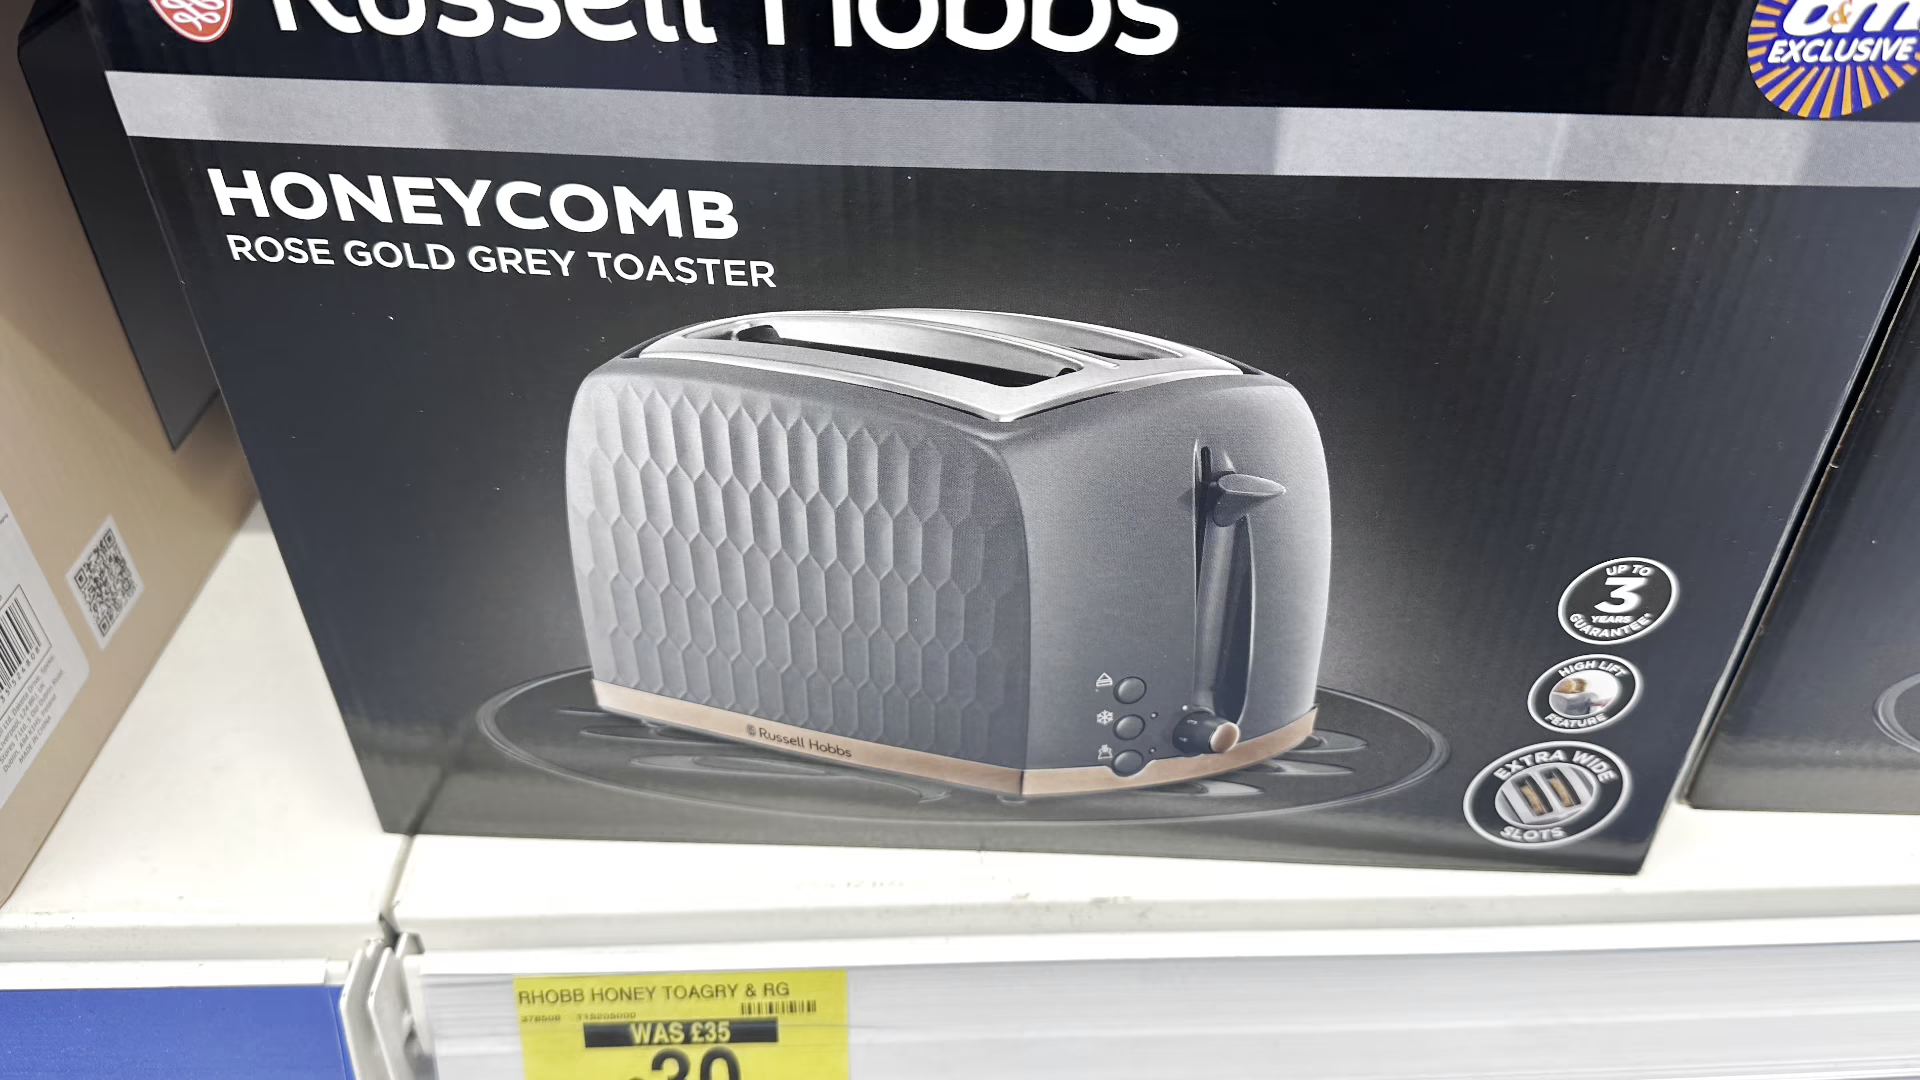 Russell Hobbs
b&m
EXCLUSIVE
HONEYCOMB
ROSE GOLD GREY TOASTER
Russell Hobbs
UP TO
3
YEARS
GUARANTEE*
HIGH LIFT
FEATURE
EXTRA WIDE
SLOTS
RHOBB HONEY TOAGRY & RG
WAS £35
£30